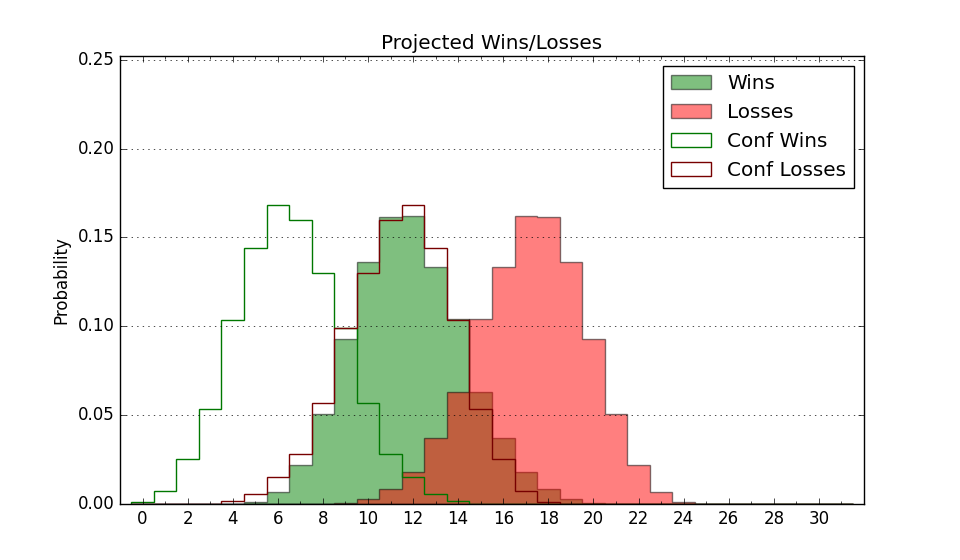 Projected Wins/Losses
Wins
Losses
Conf Wins
Conf Losses
Probability
0.25
0.20
0.15
0.10
0.05
0.00
0 2 4 6 8 10 12 14 16 18 20 22 24 26 28 30